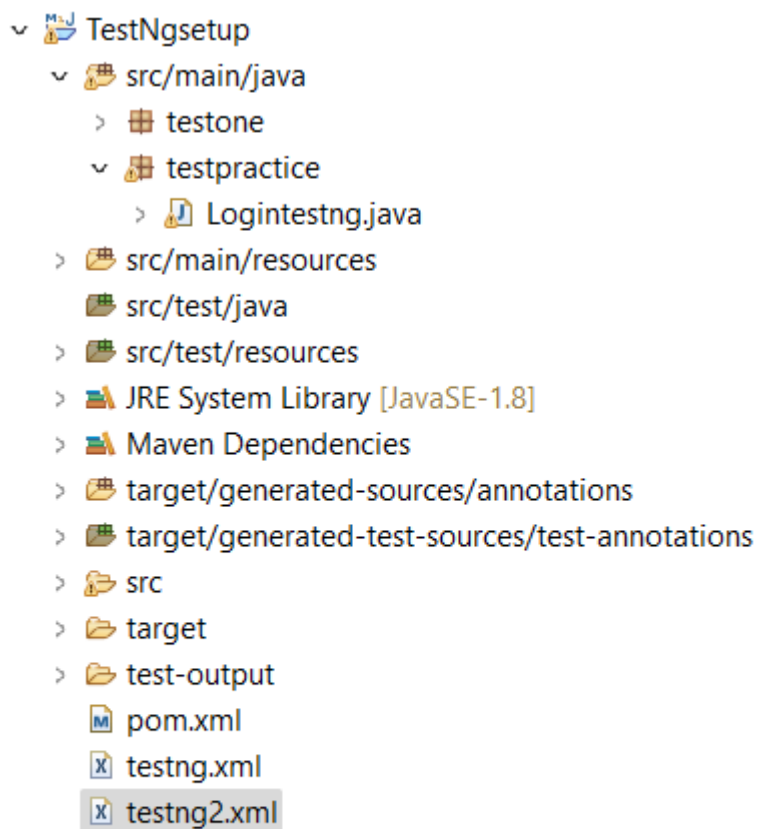 TestNgsetup
src/main/java
testone
testpractice
Logintestng.java
src/main/resources
src/test/java
src/test/resources
JRE System Library [JavaSE-1.8]
Maven Dependencies
target/generated-sources/annotations
target/generated-test-sources/test-annotations
src
target
test-output
pom.xml
testng.xml
testng2.xml